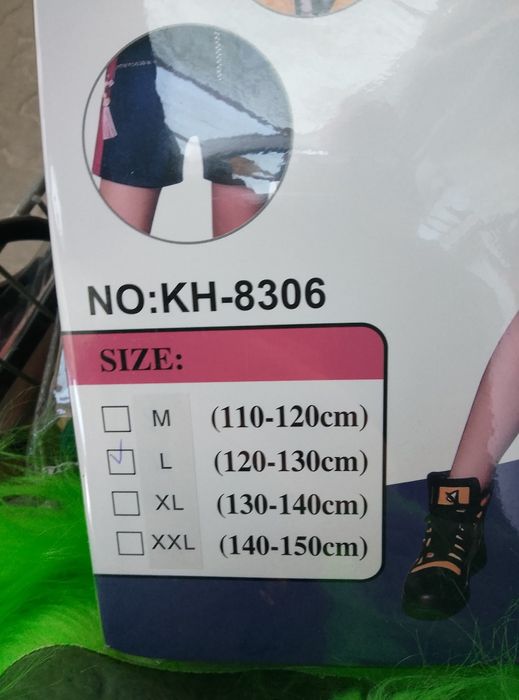 NO:KH-8306
SIZE:
M (110-120cm)
L (120-130cm)
XL (130-140cm)
XXL (140-150cm)